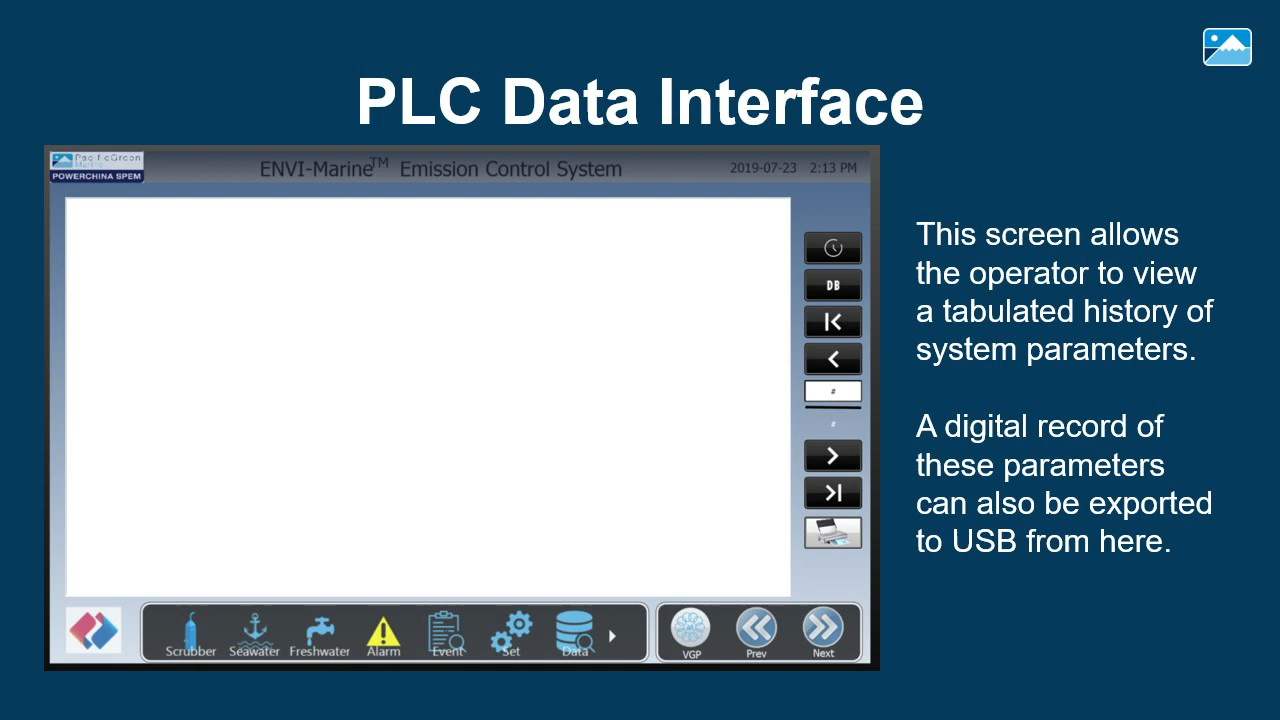 PLC Data Interface
PacificGreen
Marine
POWERCHINA SPEM
ENVI-Marine™ Emission Control System
2019-07-23 2:13 PM
DB
#
#
This screen allows
the operator to view
a tabulated history of
system parameters.
A digital record of
these parameters
can also be exported
to USB from here.
Scrubber Seawater Freshwater Alarm Event Set Data
VGP Prev Next